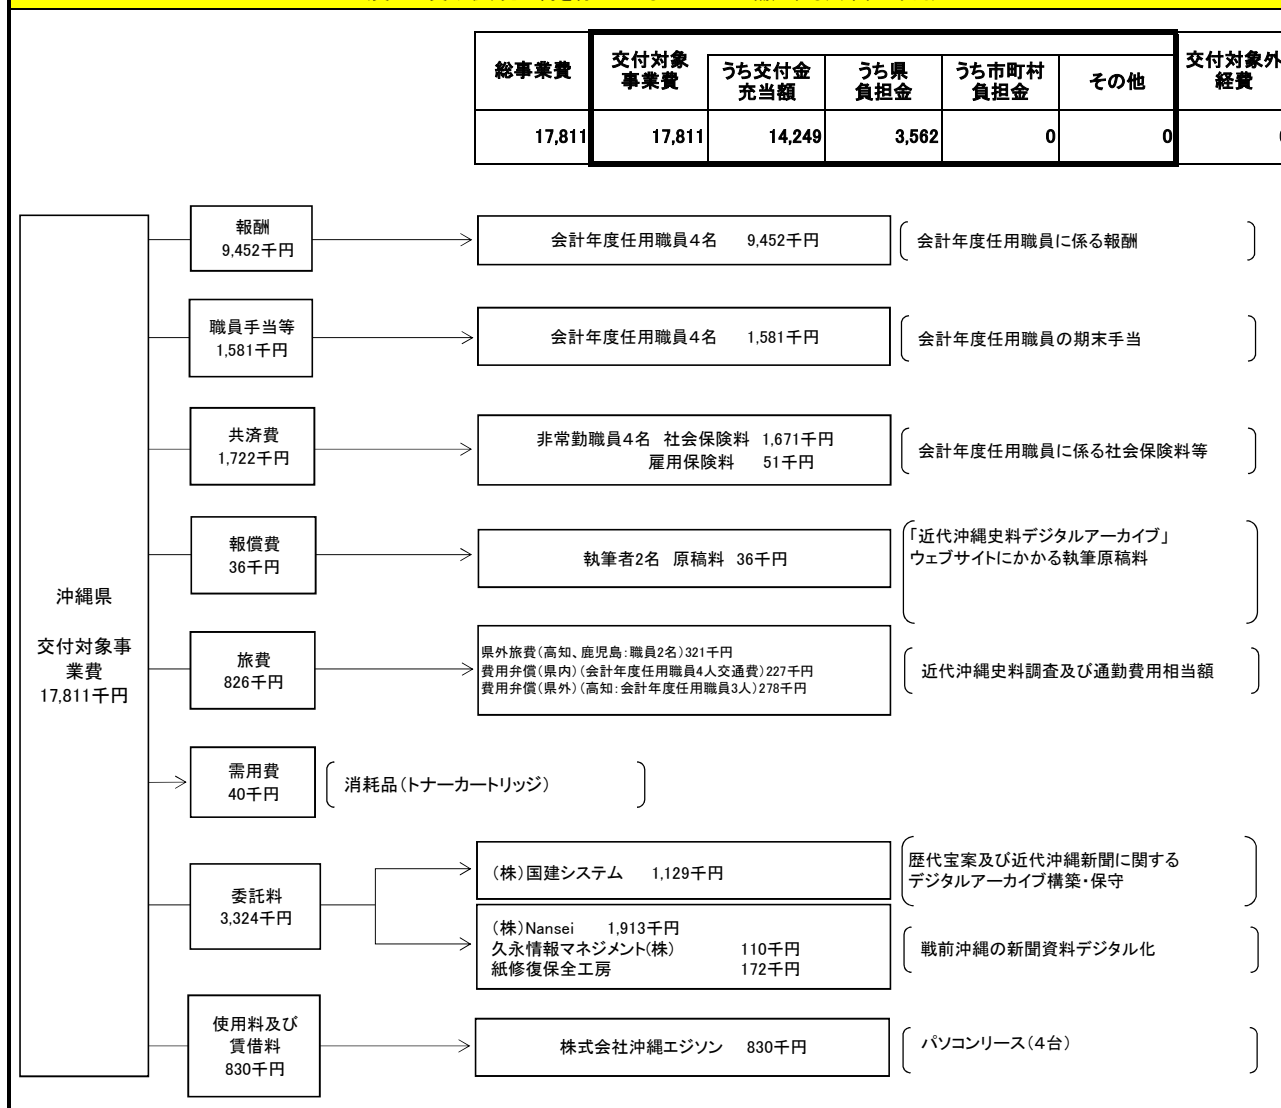 総事業費
交付対象
事業費
うち交付金
充当額
うち県
負担金
うち市町村
負担金
その他
交付対象外
経費
17,811
17,811
14,249
3,562
0
0
沖縄県
交付対象事
業費
17,811千円
報酬
9,452千円
会計年度任用職員4名 9,452千円
会計年度任用職員に係る報酬
職員手当等
1,581千円
会計年度任用職員4名 1,581千円
会計年度任用職員の期末手当
共済費
1,722千円
非常勤職員4名 社会保険料 1,671千円
雇用保険料 51千円
会計年度任用職員に係る社会保険料等
報償費
36千円
執筆者2名 原稿料 36千円
「近代沖縄史料デジタルアーカイブ」
ウェブサイトにかかる執筆原稿料
旅費
826千円
県外旅費(高知、鹿児島:職員2名)321千円
費用弁償(県内)(会計年度任用職員4人交通費)227千円
費用弁償(県外)(高知:会計年度任用職員3人)278千円
近代沖縄史料調査及び通勤費用相当額
需用費
40千円
消耗品(トナーカートリッジ)
委託料
3,324千円
(株)国建システム 1,129千円
歴代宝案及び近代沖縄新聞に関する
デジタルアーカイブ構築・保守
(株)Nansei 1,913千円
久永情報マネジメント(株) 110千円
紙修復保全工房 172千円
戦前沖縄の新聞資料デジタル化
使用料及び
賃借料
830千円
株式会社沖縄エジソン 830千円
パソコンリース(4台)